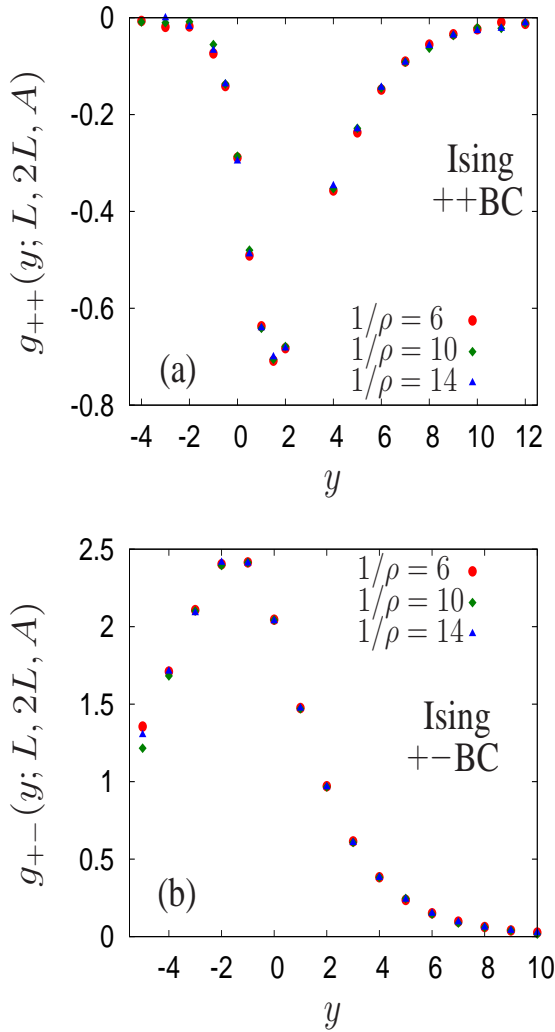 0
-0.2
-0.4
-0.6
-0.8
g++(y; L, 2L, A)
Ising
++BC
1/ρ = 6
1/ρ = 10
1/ρ = 14
(a)
-4 -2 0 2 4 6 8 10 12
y
2.5
2
1.5
1
0.5
0
g+−(y; L, 2L, A)
1/ρ = 6
1/ρ = 10
1/ρ = 14
Ising
+−BC
(b)
-4 -2 0 2 4 6 8 10
y